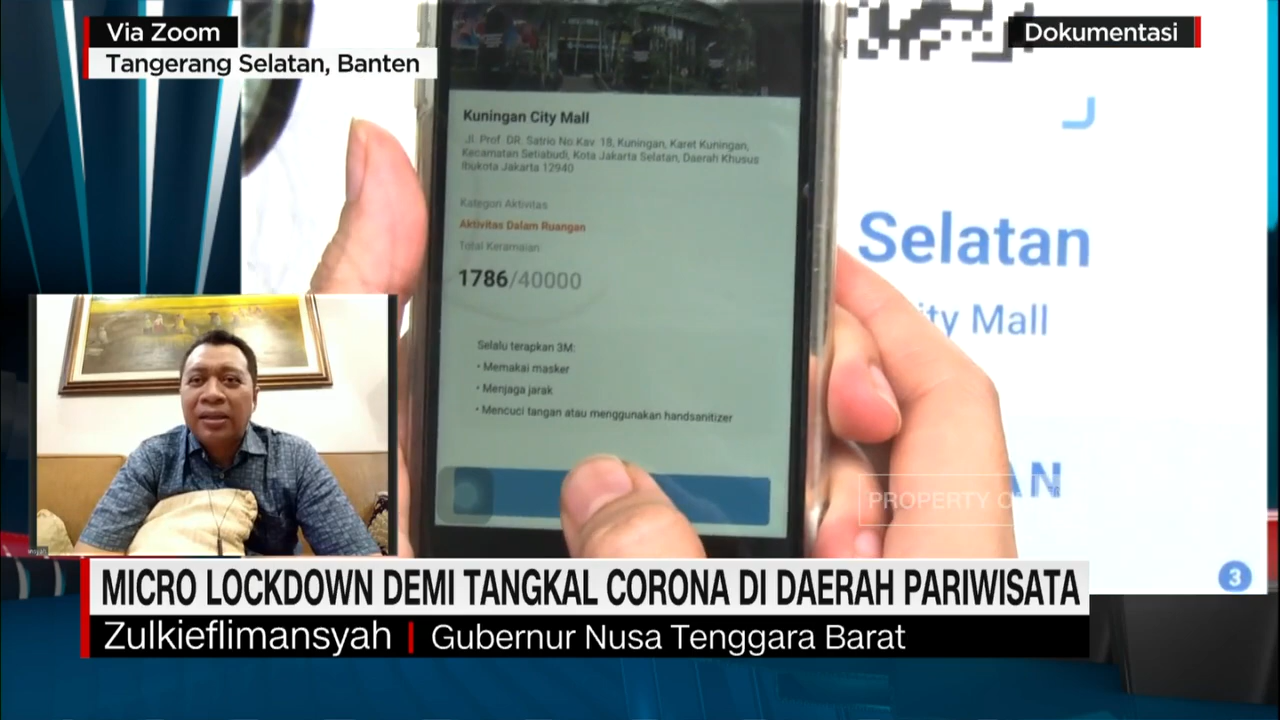 Via Zoom
Tangerang Selatan, Banten
Dokumentasi
Kuningan City Mall
Jl. Prof. DR. Satrio No.Kav. 18, Kuningan, Karet Kuningan,
Kecamatan Setiabudi, Kota Jakarta Selatan, Daerah Khusus
Ibukota Jakarta 12940
Kategori Aktivitas
Aktivitas Dalam Ruangan
Total Keramaian
1786/40000
Selalu terapkan 3M:
• Memakai masker
• Menjaga jarak
• Mencuci tangan atau menggunakan handsanitizer
Selatan
City Mall
PROPERTY
3
MICRO LOCKDOWN DEMI TANGKAL CORONA DI DAERAH PARIWISATA
Zulkieflimansyah | Gubernur Nusa Tenggara Barat